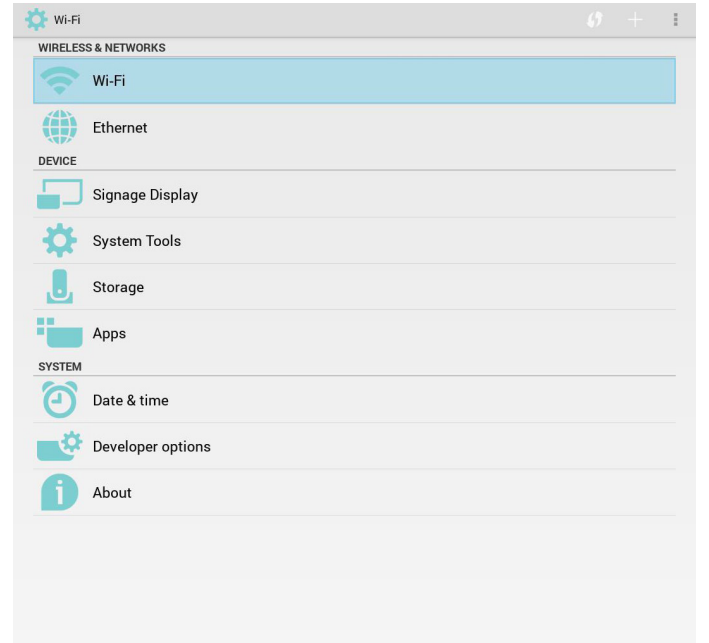 Wi-Fi
WIRELESS & NETWORKS
Wi-Fi
Ethernet
DEVICE
Signage Display
System Tools
Storage
Apps
SYSTEM
Date & time
Developer options
About